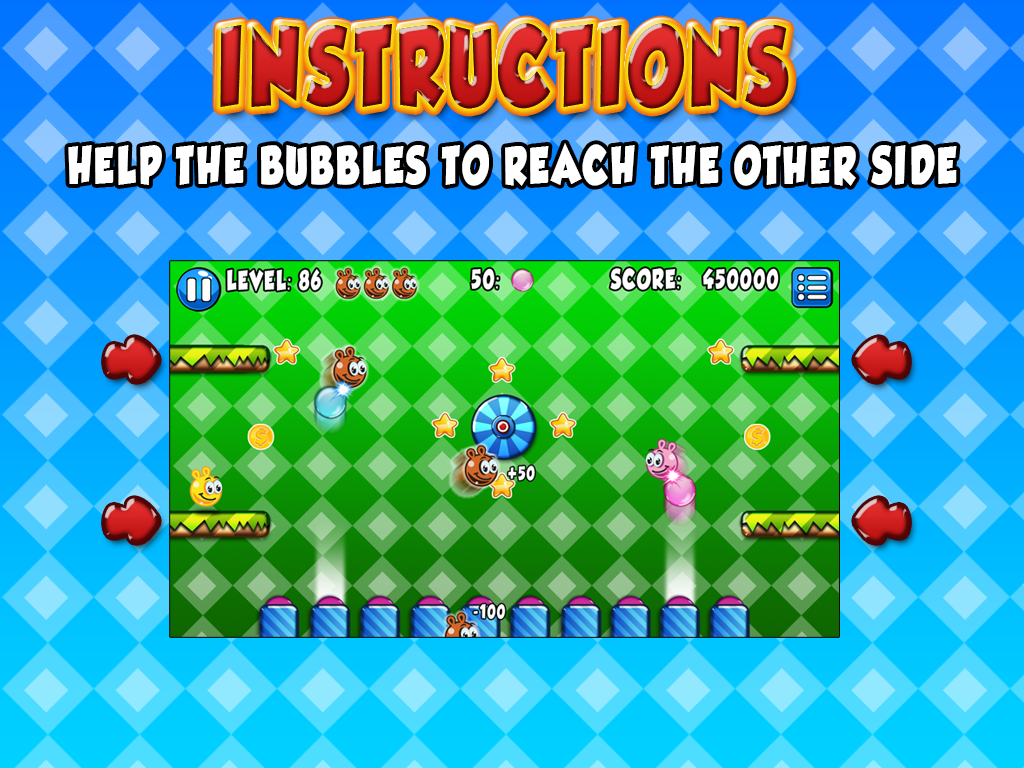 INSTRUCTIONS
HELP THE BUBBLES TO REACH THE OTHER SIDE
LEVEL: 86 50: SCORE: 450000
$ $
+50
-100